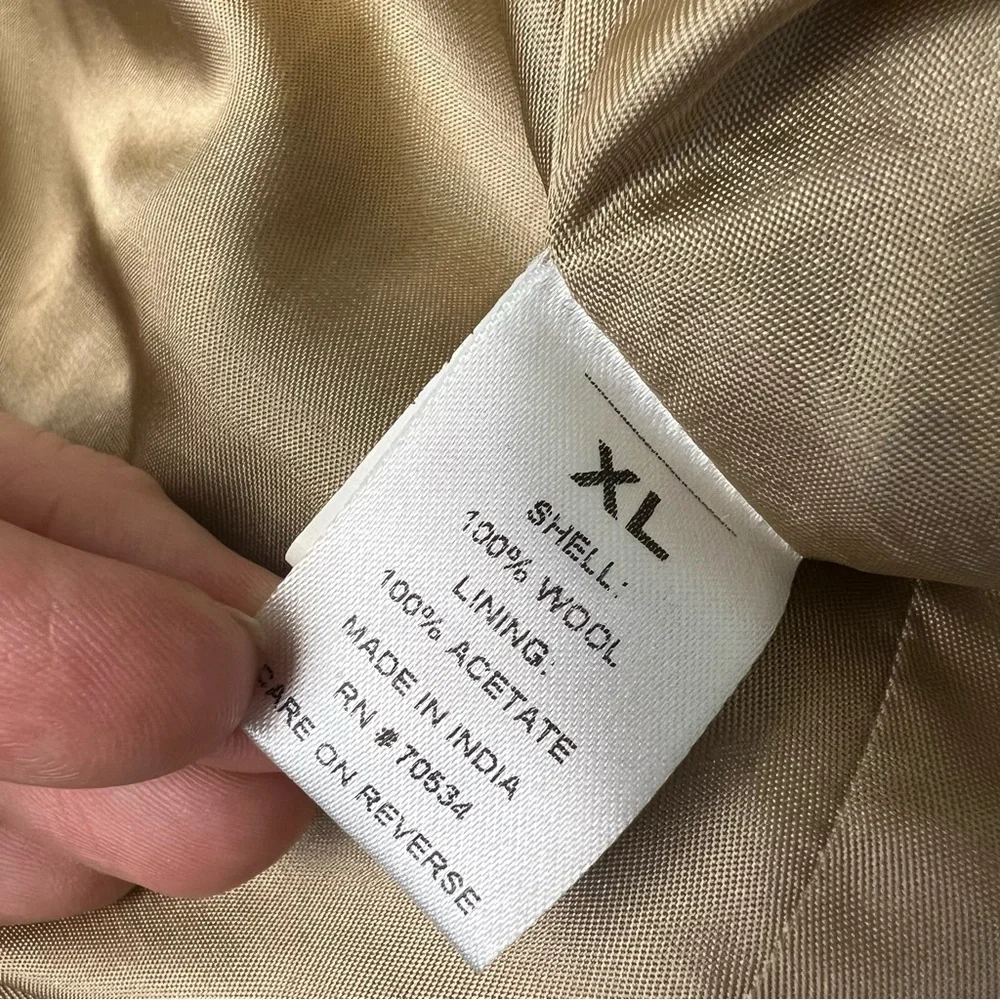 XL
SHELL:
100% WOOL
LINING:
100% ACETATE
MADE IN INDIA
RN #70534
CARE ON REVERSE